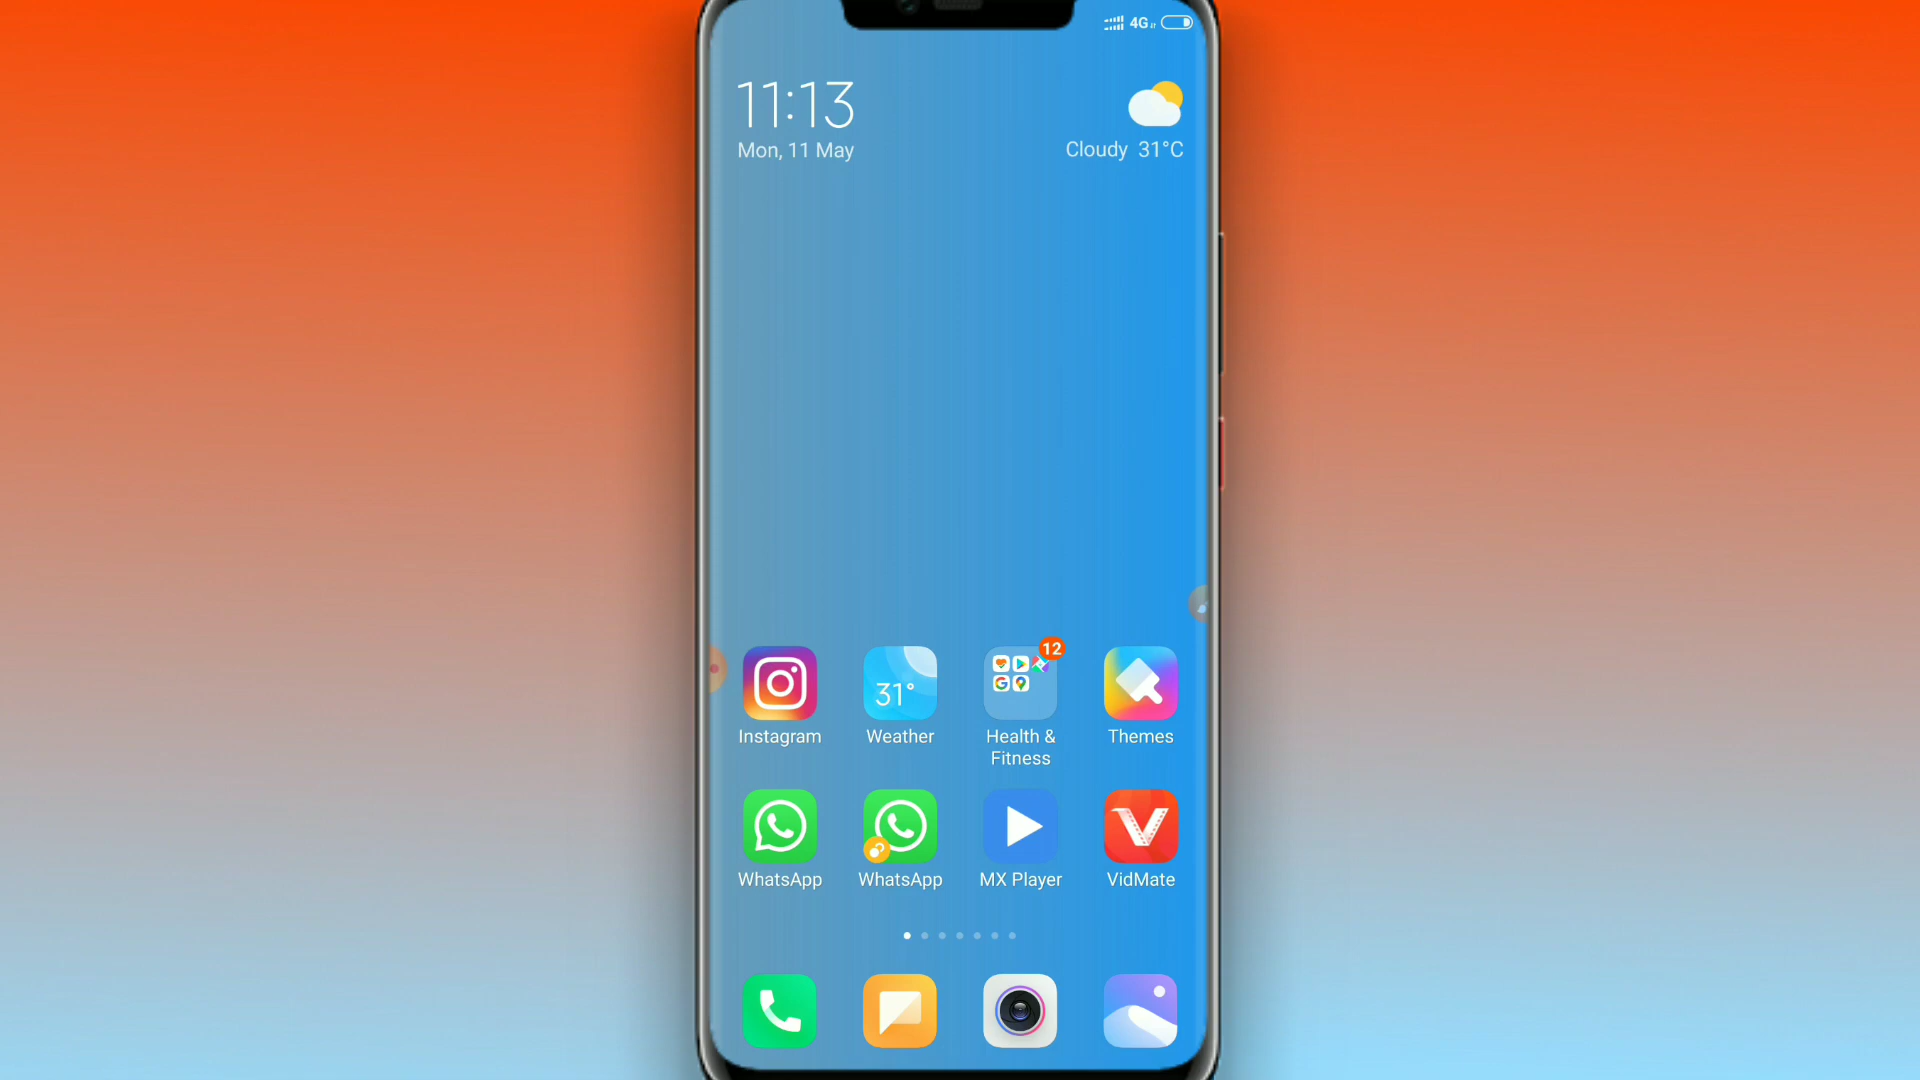 4G
11:13
Mon, 11 May
Cloudy 31°C
12
31°
Instagram
Weather
Health &
Fitness
Themes
WhatsApp
WhatsApp
MX Player
VidMate